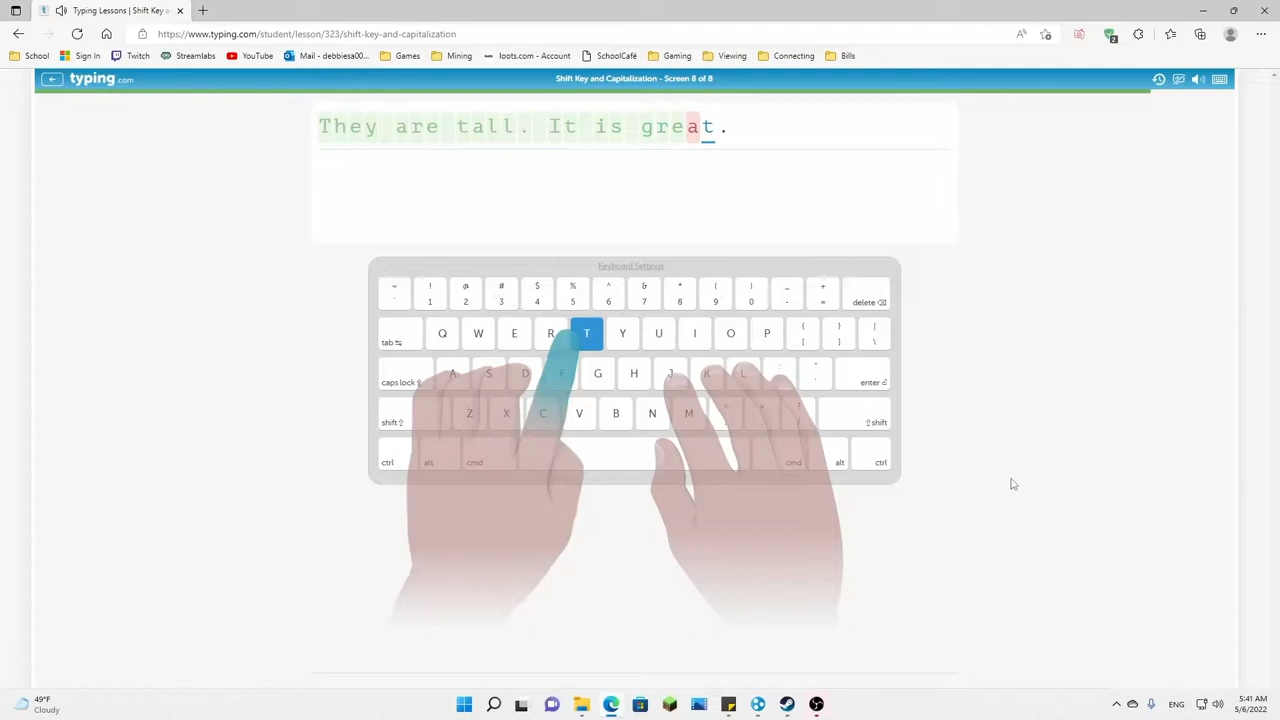 Typing Lessons | Shift Key a
https://www.typing.com/student/lesson/323/shift-key-and-capitalization
School Sign In Twitch Streamlabs YouTube Mail - debbiesa00... Games Mining loots.com - Account SchoolCafé Gaming Viewing Connecting Bills
typing.com Shift Key and Capitalization - Screen 8 of 8
They are tall. It is great.
Keyboard Settings
~ ! @ # $ % ^ & * ( ) _ +
` 1 2 3 4 5 6 7 8 9 0 - = delete
tab Q W E R T Y U I O P { [ } ] | \
caps lock A S D F G H J K L : " ' enter
shift Z X C V B N M < > ? / shift
ctrl alt cmd cmd alt ctrl
49°F
Cloudy
ENG
5:41 AM
5/6/2022